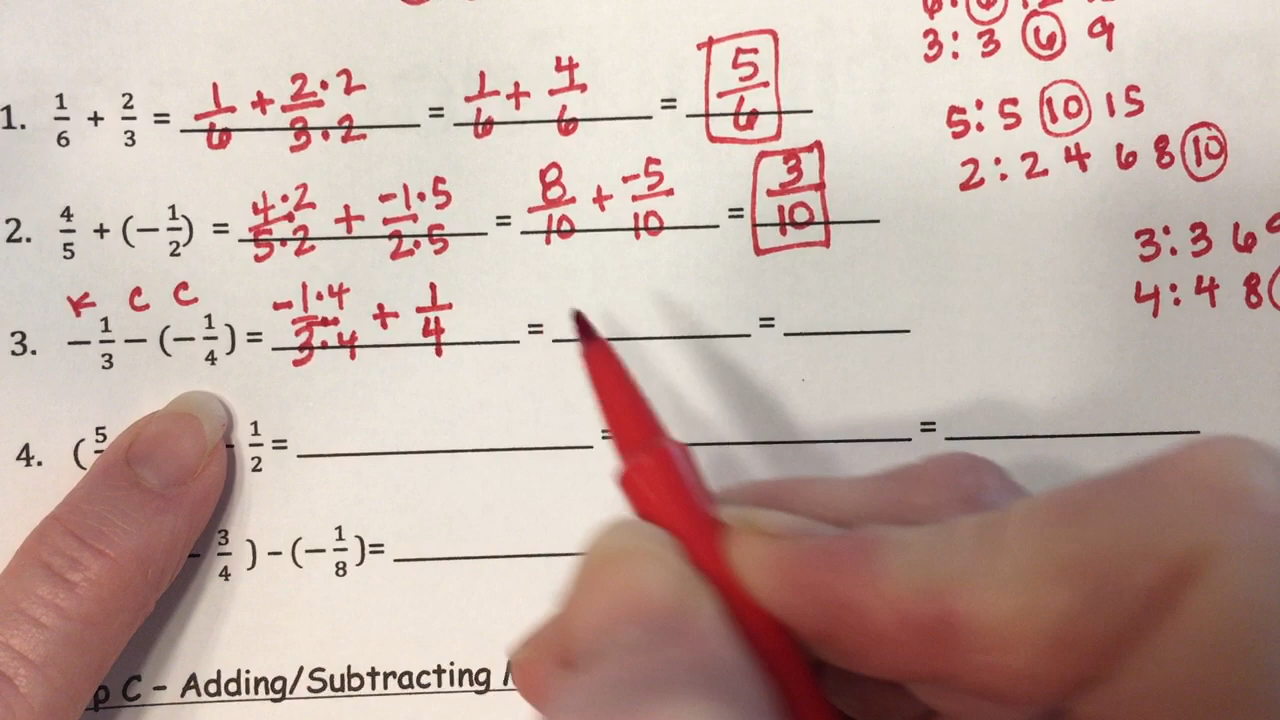 3: 3 6 9
1. 1/6 + 2/3 = 1/6 + 2·2/3·2 = 1/6 + 4/6 = 5/6
5: 5 10 15
2: 2 4 6 8 10
2. 4/5 + (-1/2) = 4·2/5·2 + -1·5/2·5 = 8/10 + -5/10 = 3/10
3: 3 6 9
4: 4 8
K C C
3. -1/3 - (-1/4) = -1·4/3·4 + 1/4 = =
4. ( 5/ - 1/2 = = =
- 3/4 ) - (-1/8)=
p C - Adding/Subtracting